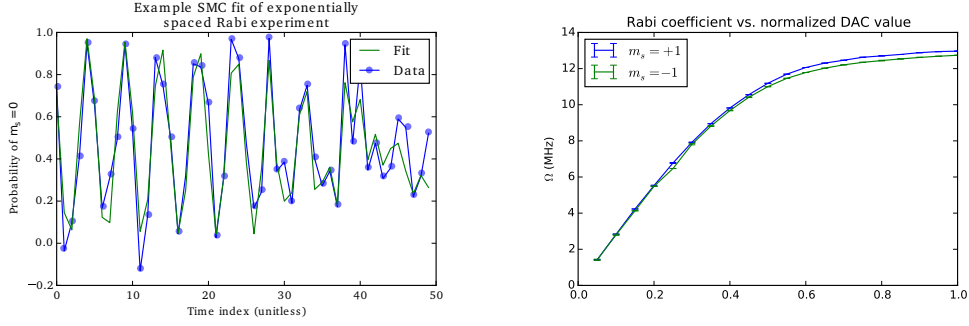 Example SMC fit of exponentially
spaced Rabi experiment
1.0
0.8
0.6
0.4
0.2
0.0
−0.2
0
10
20
30
40
50
Probability of m_s =0
Time index (unitless)
Fit
Data
Rabi coefficient vs. normalized DAC value
14
12
10
8
6
4
2
0
0.0
0.2
0.4
0.6
0.8
1.0
Ω (MHz)
m_s = +1
m_s = −1